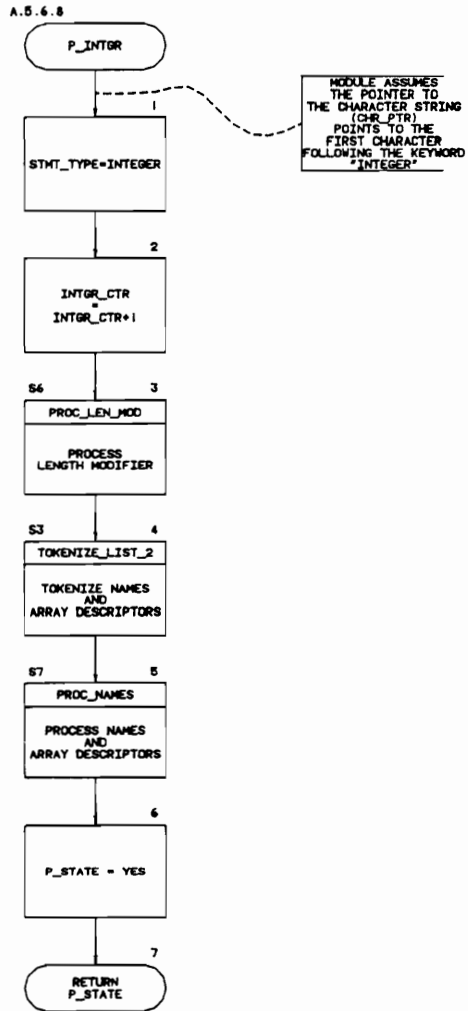 A.5.6.8
P_INTGR
MODULE ASSUMES
THE POINTER TO
THE CHARACTER STRING
(CHR_PTR)
POINTS TO THE
FIRST CHARACTER
FOLLOWING THE KEYWORD
"INTEGER"
1
STMT_TYPE=INTEGER
2
INTGR_CTR
=
INTGR_CTR+1
S6
3
PROC_LEN_MOD
PROCESS
LENGTH MODIFIER
S3
4
TOKENIZE_LIST_2
TOKENIZE NAMES
AND
ARRAY DESCRIPTORS
S7
5
PROC_NAMES
PROCESS NAMES
AND
ARRAY DESCRIPTORS
6
P_STATE = YES
7
RETURN
P_STATE